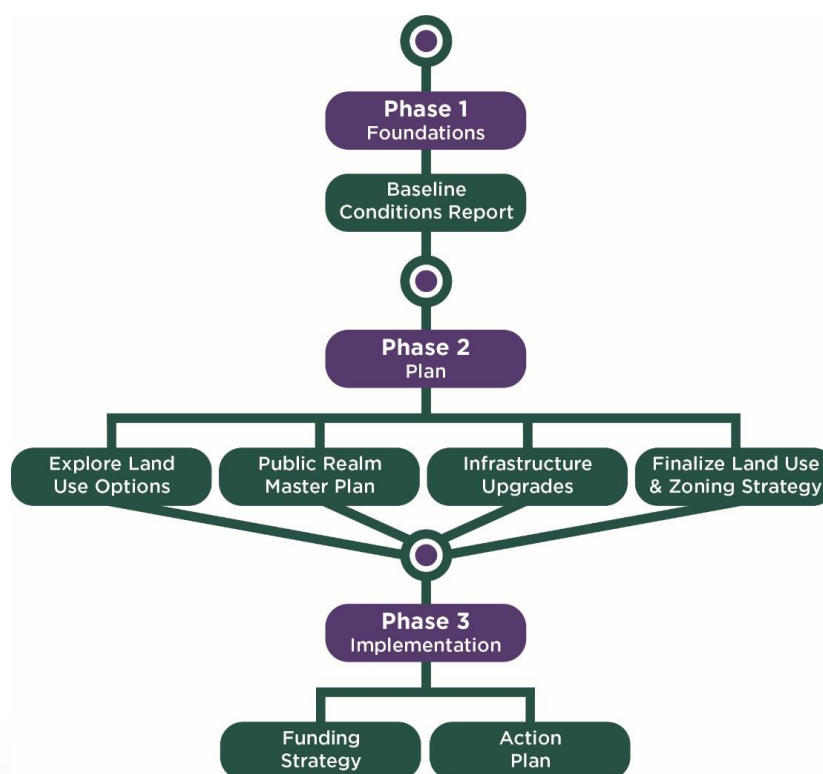 Phase 1
Foundations
Baseline
Conditions Report
Phase 2
Plan
Explore Land
Use Options
Public Realm
Master Plan
Infrastructure
Upgrades
Finalize Land Use
& Zoning Strategy
Phase 3
Implementation
Funding
Strategy
Action
Plan